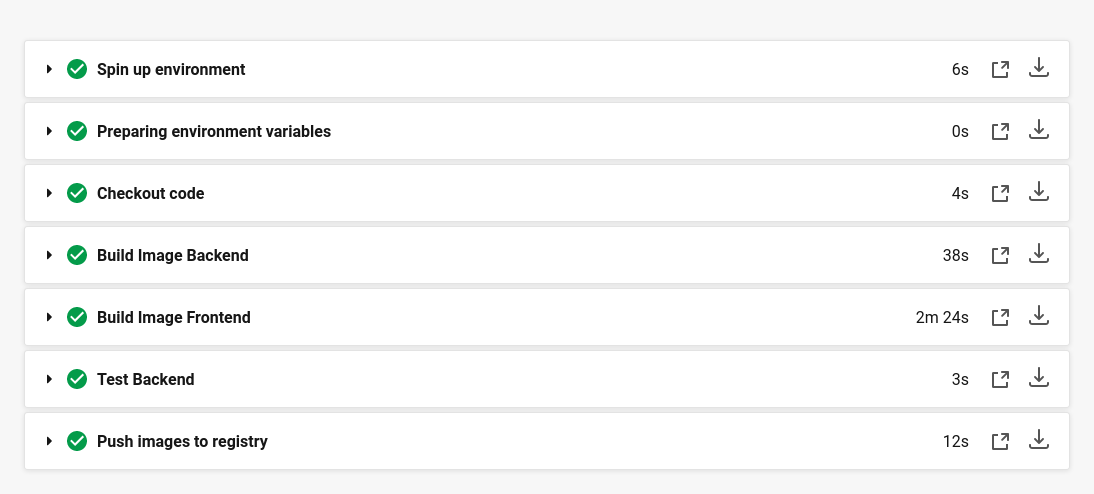 Spin up environment 6s
Preparing environment variables 0s
Checkout code 4s
Build Image Backend 38s
Build Image Frontend 2m 24s
Test Backend 3s
Push images to registry 12s